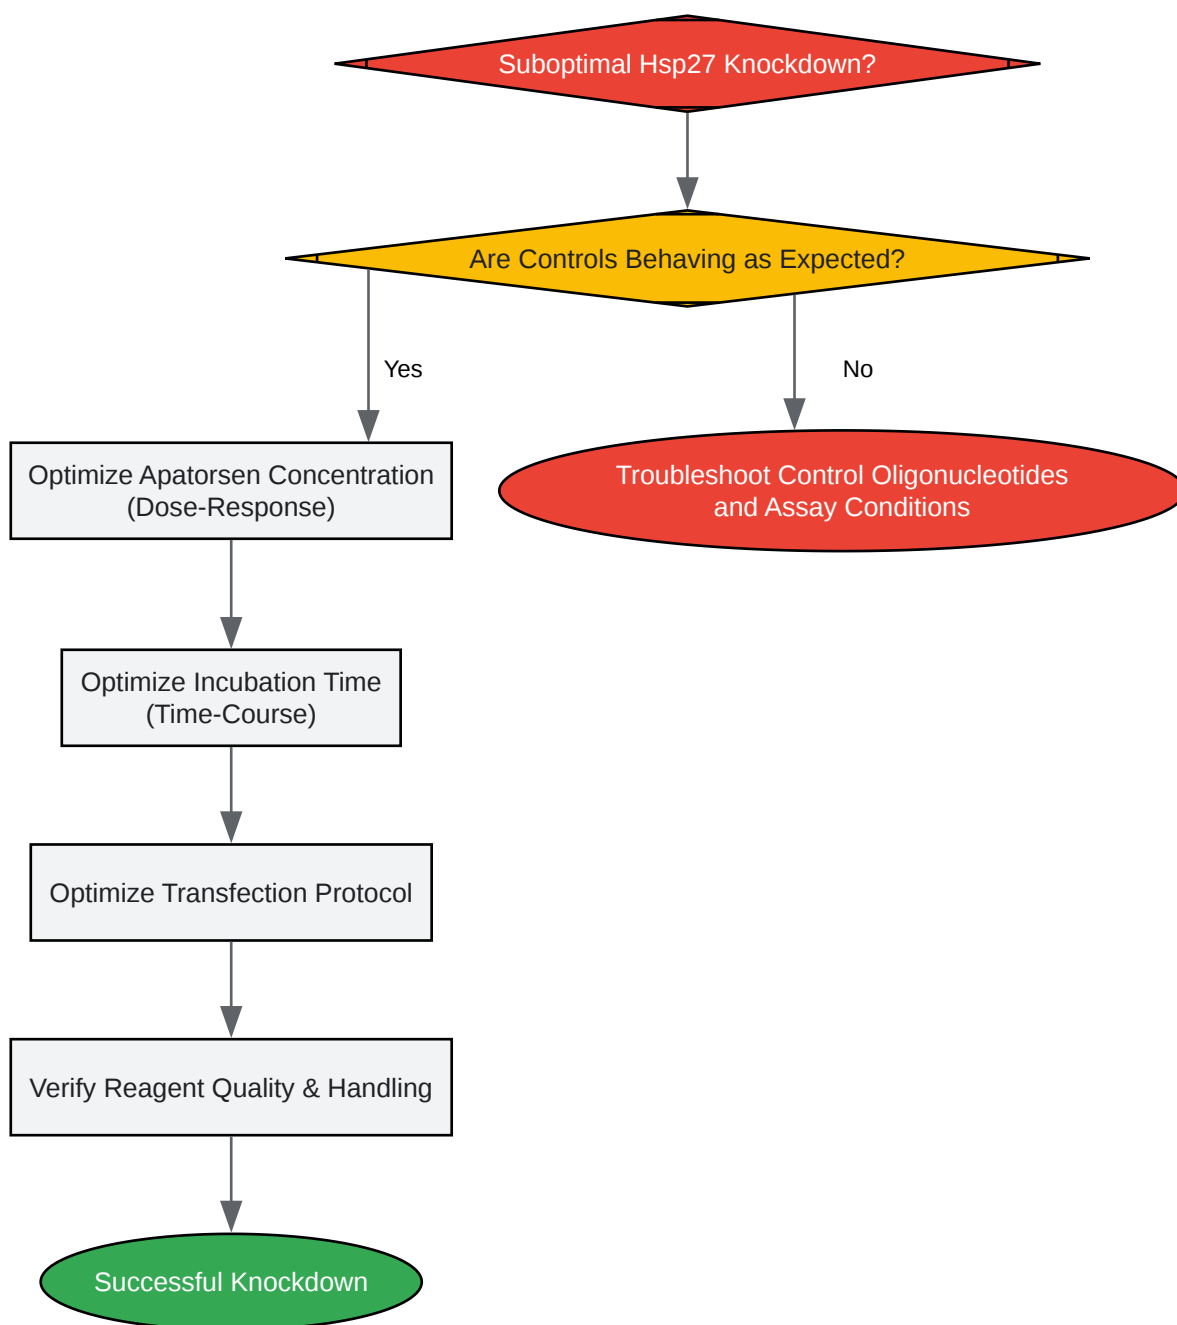 Suboptimal Hsp27 Knockdown?
Are Controls Behaving as Expected?
Yes
No
Optimize Apatorsen Concentration
(Dose-Response)
Troubleshoot Control Oligonucleotides
and Assay Conditions
Optimize Incubation Time
(Time-Course)
Optimize Transfection Protocol
Verify Reagent Quality & Handling
Successful Knockdown